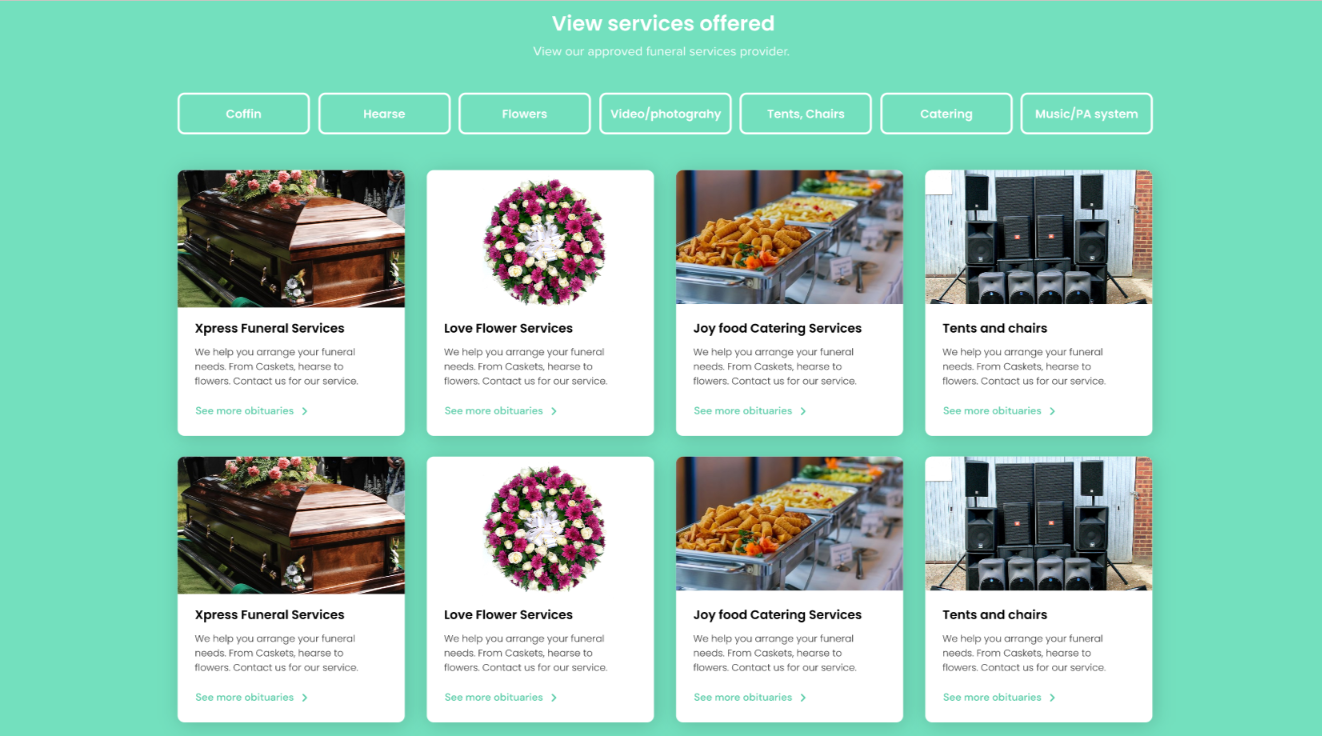 View services offered
View our approved funeral services provider.
Coffin
Hearse
Flowers
Video/photograhy
Tents, Chairs
Catering
Music/PA system
Xpress Funeral Services
We help you arrange your funeral
needs. From Caskets, hearse to
flowers. Contact us for our service.
See more obituaries
Love Flower Services
We help you arrange your funeral
needs. From Caskets, hearse to
flowers. Contact us for our service.
See more obituaries
Joy food Catering Services
We help you arrange your funeral
needs. From Caskets, hearse to
flowers. Contact us for our service.
See more obituaries
Tents and chairs
We help you arrange your funeral
needs. From Caskets, hearse to
flowers. Contact us for our service.
See more obituaries
Xpress Funeral Services
We help you arrange your funeral
needs. From Caskets, hearse to
flowers. Contact us for our service.
See more obituaries
Love Flower Services
We help you arrange your funeral
needs. From Caskets, hearse to
flowers. Contact us for our service.
See more obituaries
Joy food Catering Services
We help you arrange your funeral
needs. From Caskets, hearse to
flowers. Contact us for our service.
See more obituaries
Tents and chairs
We help you arrange your funeral
needs. From Caskets, hearse to
flowers. Contact us for our service.
See more obituaries